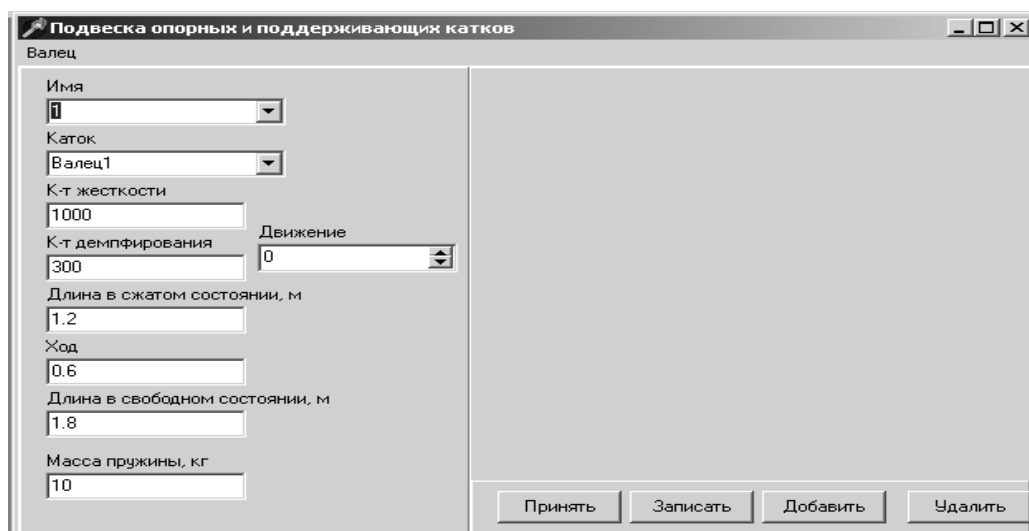 Подвеска опорных и поддерживающих катков
Валец
Имя
1
Каток
Валец1
К-т жесткости
1000
К-т демпфирования
300
Движение
0
Длина в сжатом состоянии, м
1.2
Ход
0.6
Длина в свободном состоянии, м
1.8
Масса пружины, кг
10
Принять Записать Добавить Удалить